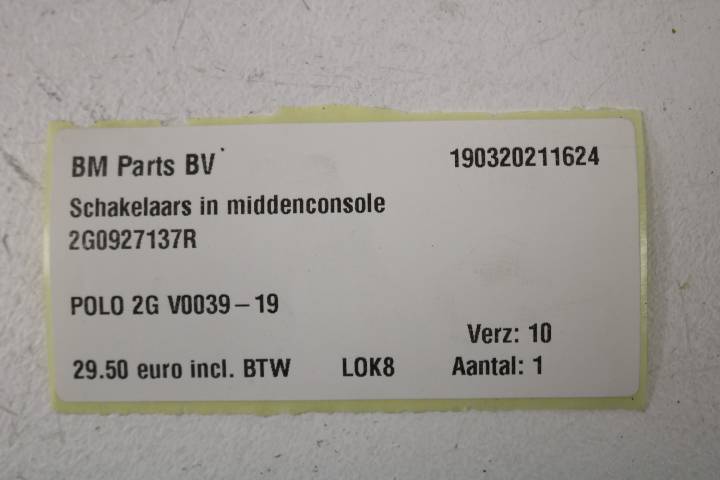 BM Parts BV 190320211624
Schakelaars in middenconsole
2G0927137R
POLO 2G V0039-19
Verz: 10
29.50 euro incl. BTW LOK8 Aantal: 1